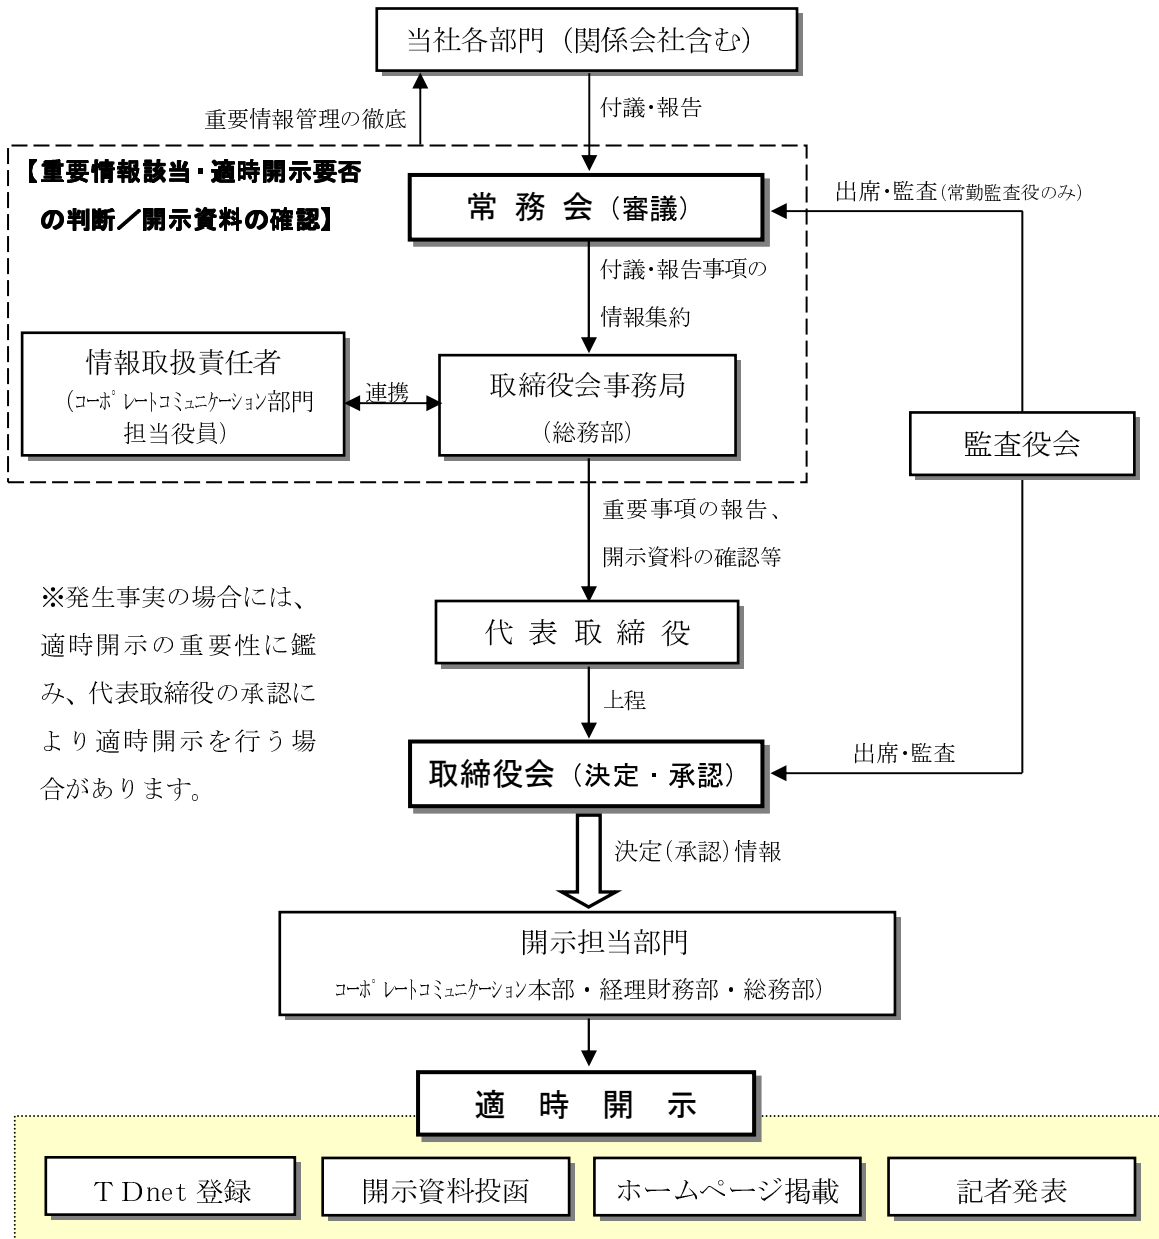 当社各部門（関係会社含む）
重要情報管理の徹底
付議・報告
【重要情報該当・適時開示要否
の判断／開示資料の確認】
常 務 会（審議）
出席・監査(常勤監査役のみ)
付議・報告事項の
情報集約
情報取扱責任者
（ｺｰﾎﾟﾚｰﾄｺﾐｭﾆｹｰｼｮﾝ部門
担当役員）
連携
取締役会事務局
（総務部）
監査役会
重要事項の報告、
開示資料の確認等
※発生事実の場合には、
適時開示の重要性に鑑
み、代表取締役の承認に
より適時開示を行う場
合があります。
代 表 取 締 役
上程
取締役会（決定・承認）
出席・監査
決定（承認）情報
開示担当部門
ｺｰﾎﾟﾚｰﾄｺﾐｭﾆｹｰｼｮﾝ本部・経理財務部・総務部）
適 時 開 示
ＴDnet 登録
開示資料投函
ホームページ掲載
記者発表